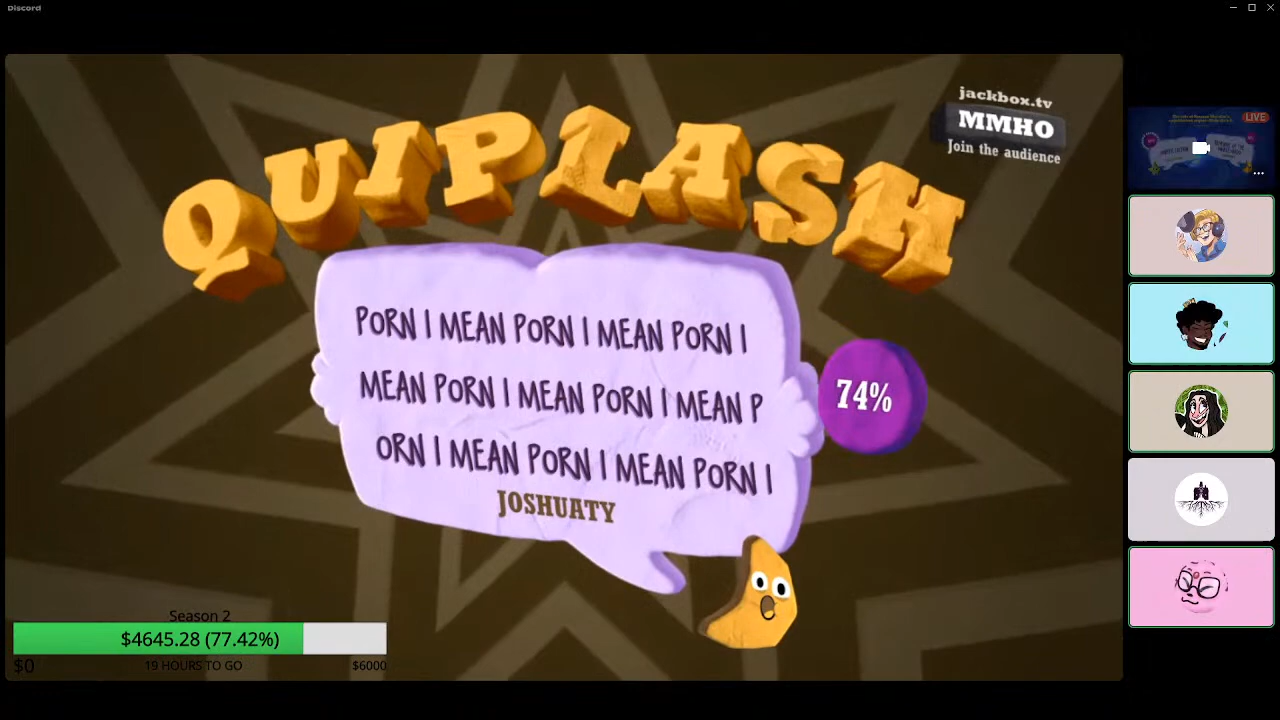 Discord
jackbox.tv
MMHO
Join the audience
LIVE
QUIPLASH
PORN I MEAN PORN I MEAN PORN I
MEAN PORN I MEAN PORN I MEAN P
ORN I MEAN PORN I MEAN PORN I
JOSHUATY
74%
Season 2
$4645.28 (77.42%)
$0
19 HOURS TO GO
$6000